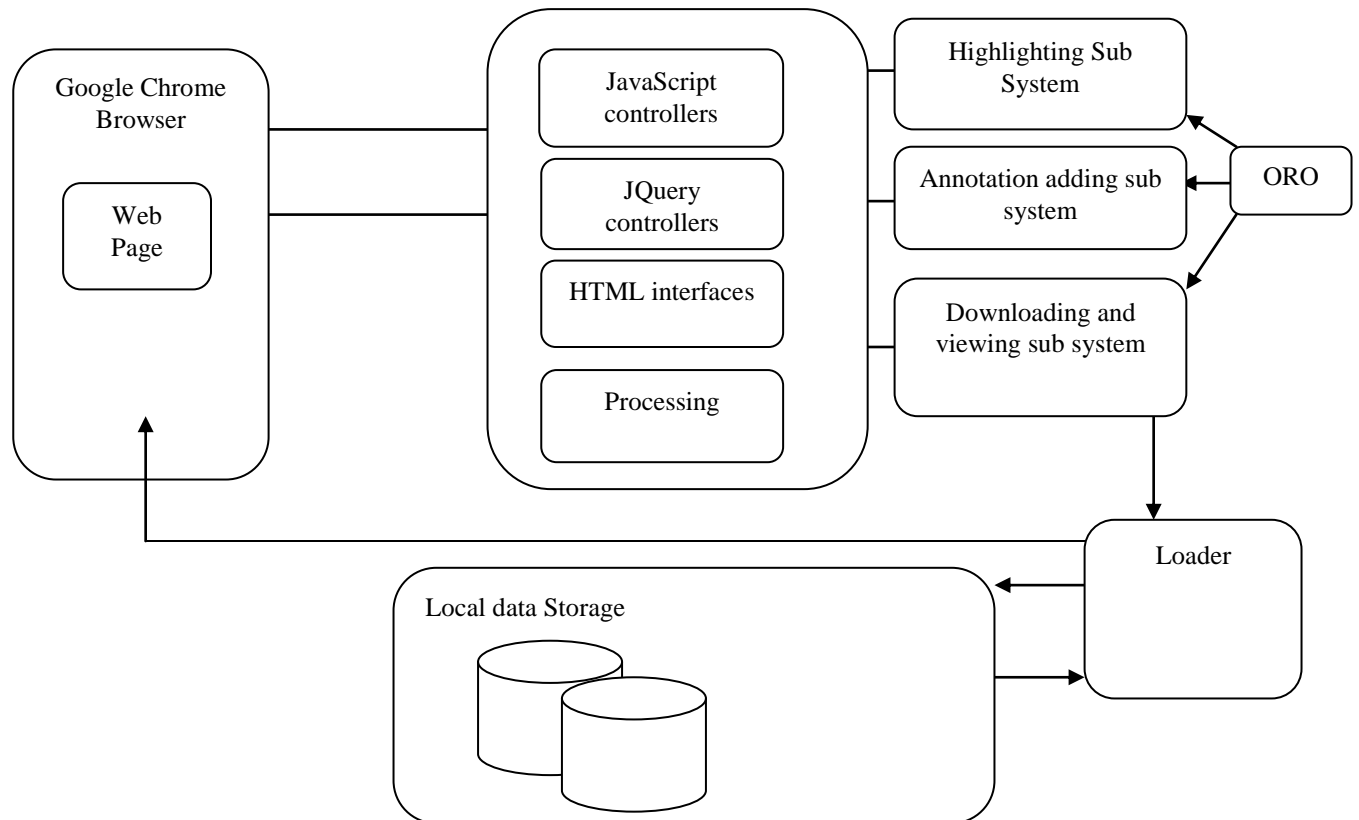 Google Chrome
Browser
Web
Page
JavaScript
controllers
JQuery
controllers
HTML interfaces
Processing
Highlighting Sub
System
Annotation adding sub
system
Downloading and
viewing sub system
ORO
Loader
Local data Storage